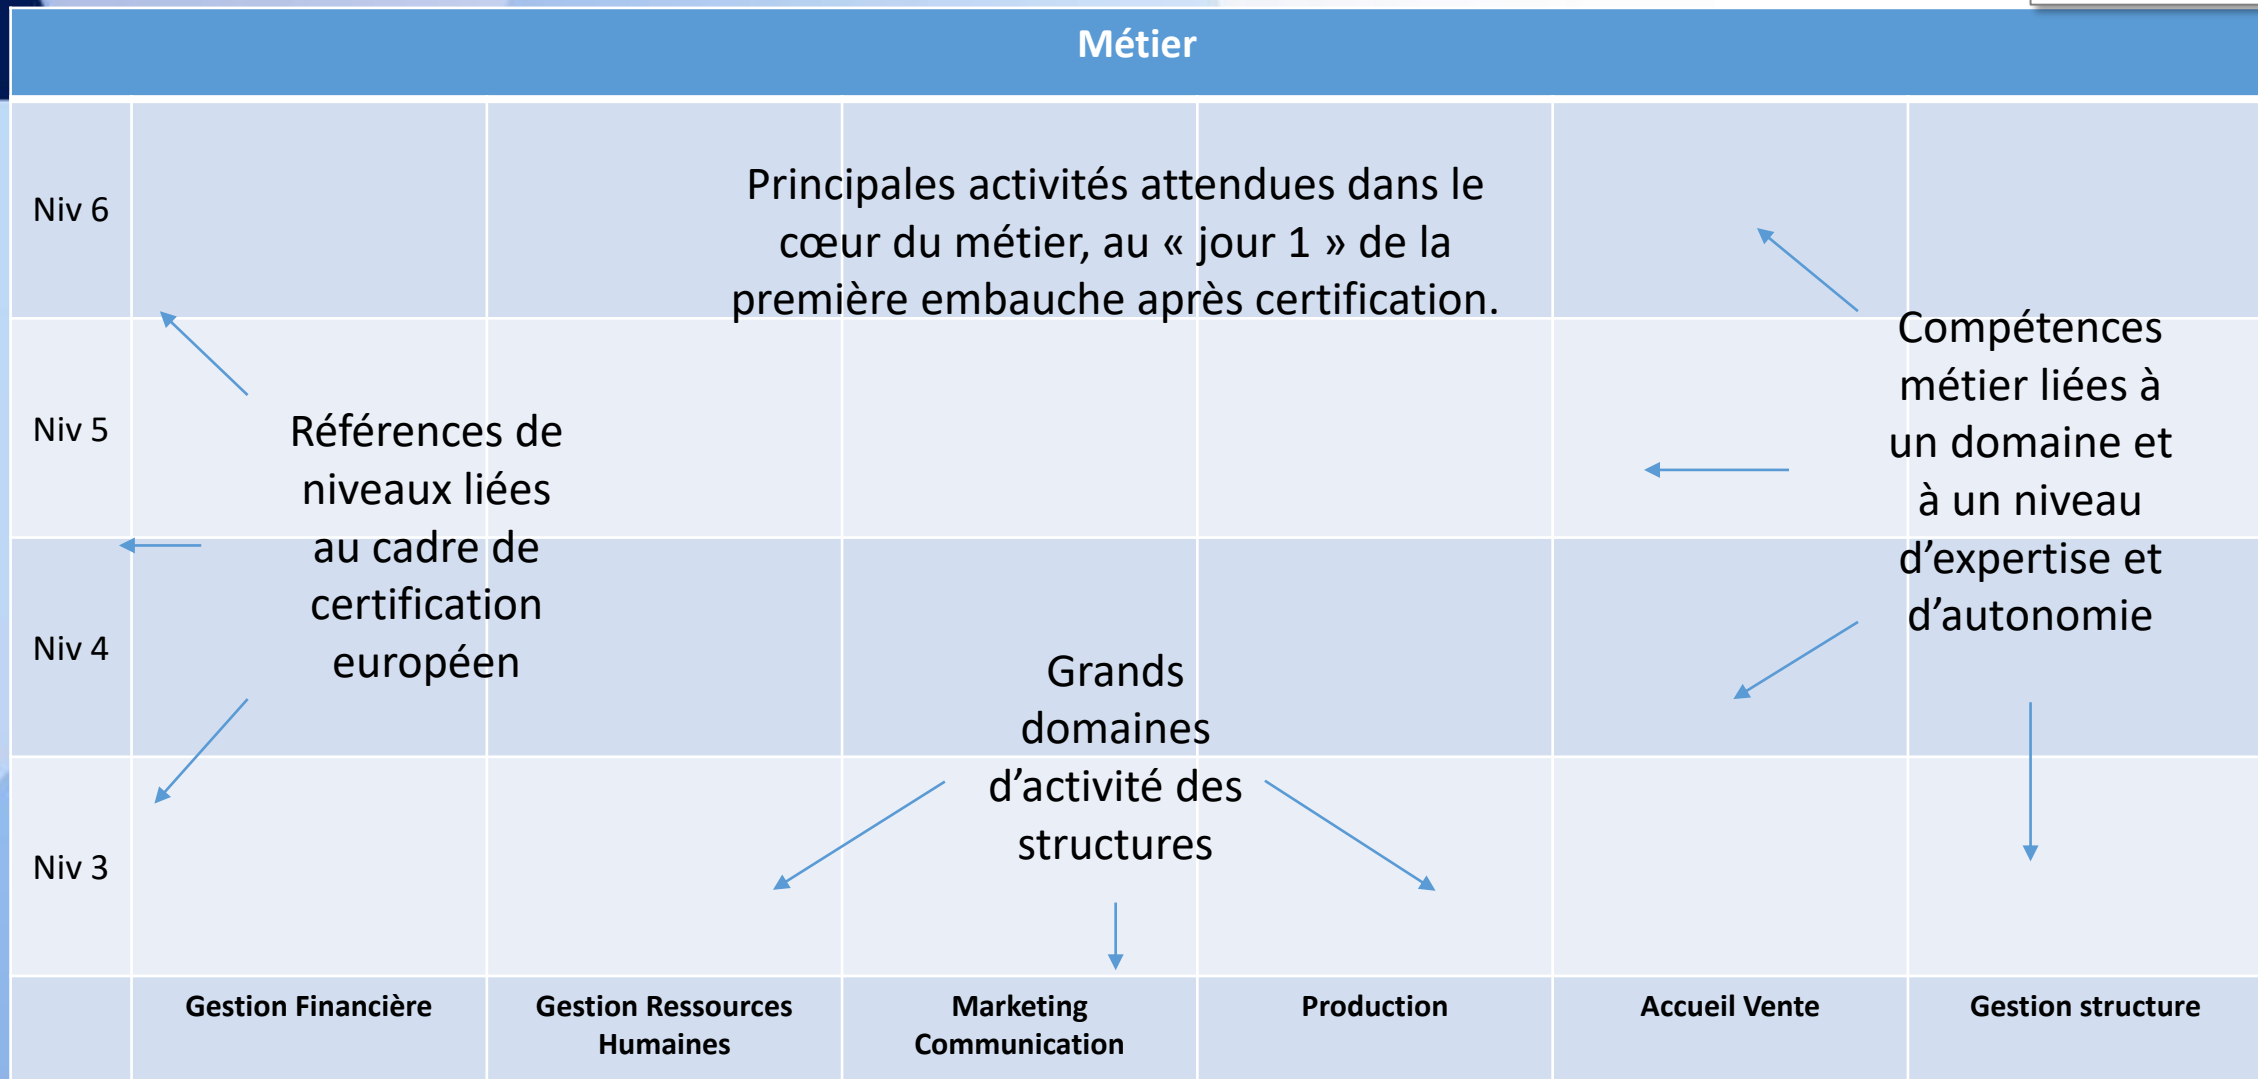 Métier
Niv 6
Principales activités attendues dans le
cœur du métier, au « jour 1 » de la
première embauche après certification.
Compétences
métier liées à
un domaine et
à un niveau
d’expertise et
d’autonomie
Niv 5
Références de
niveaux liées
au cadre de
certification
européen
Niv 4
Grands
domaines
d’activité des
structures
Niv 3
Gestion Financière
Gestion Ressources
Humaines
Marketing
Communication
Production
Accueil Vente
Gestion structure